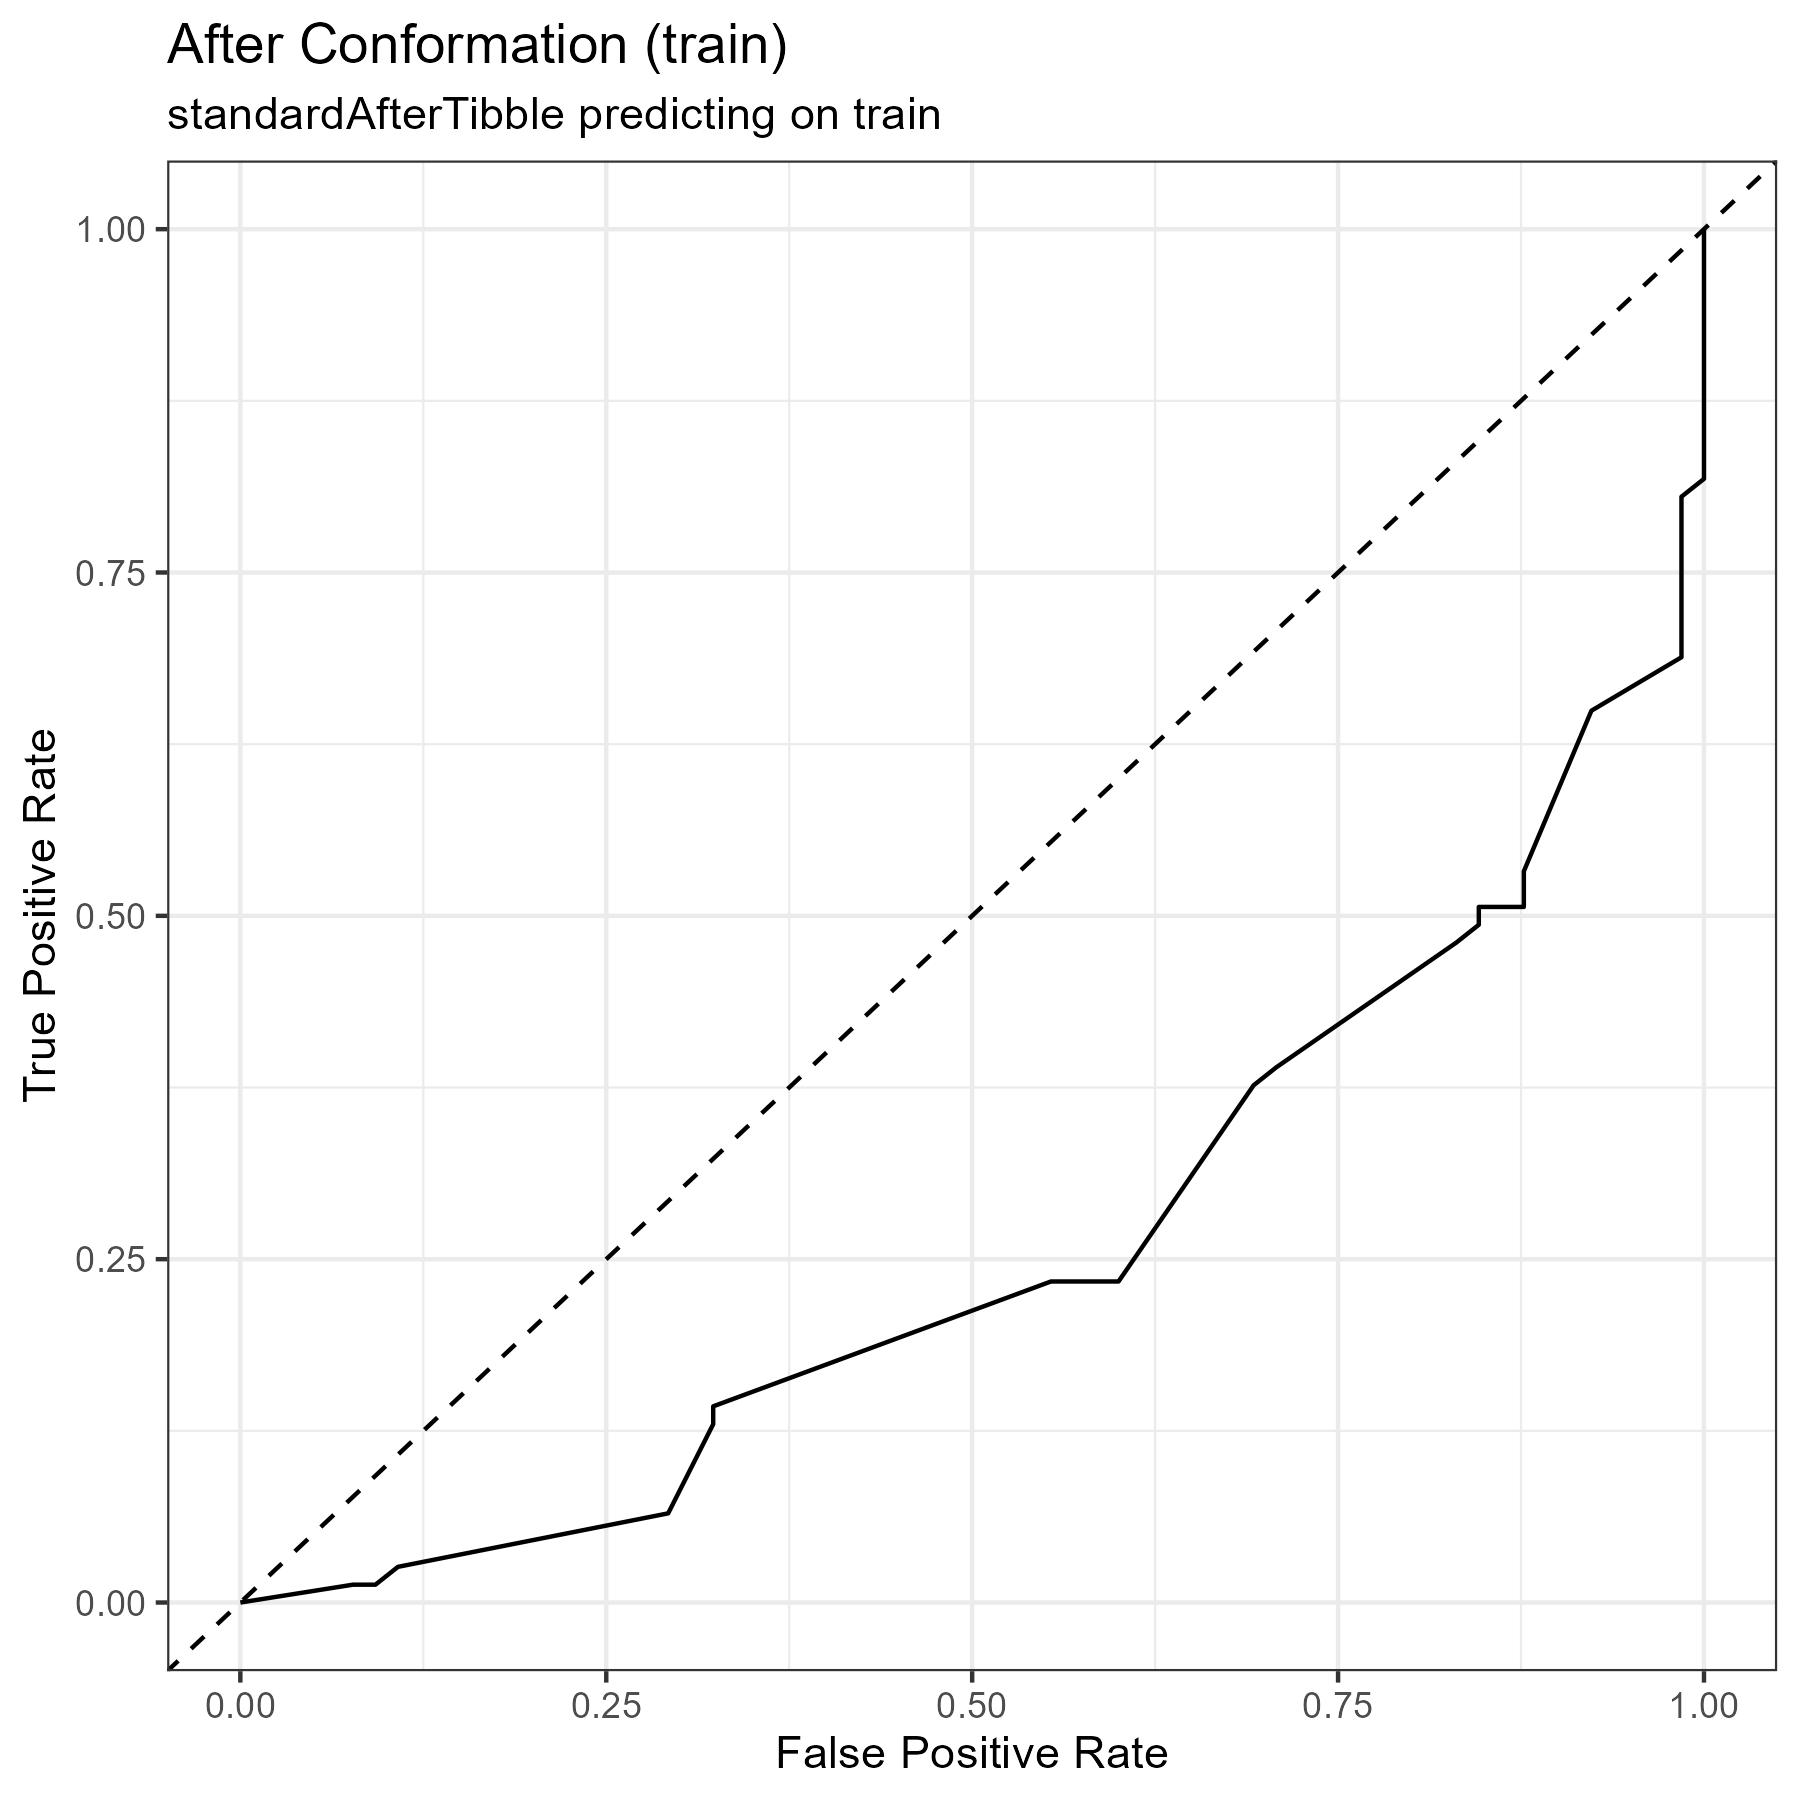 After Conformation (train)
standardAfterTibble predicting on train
1.00
0.75
0.50
0.25
0.00
True Positive Rate
0.00 0.25 0.50 0.75 1.00
False Positive Rate